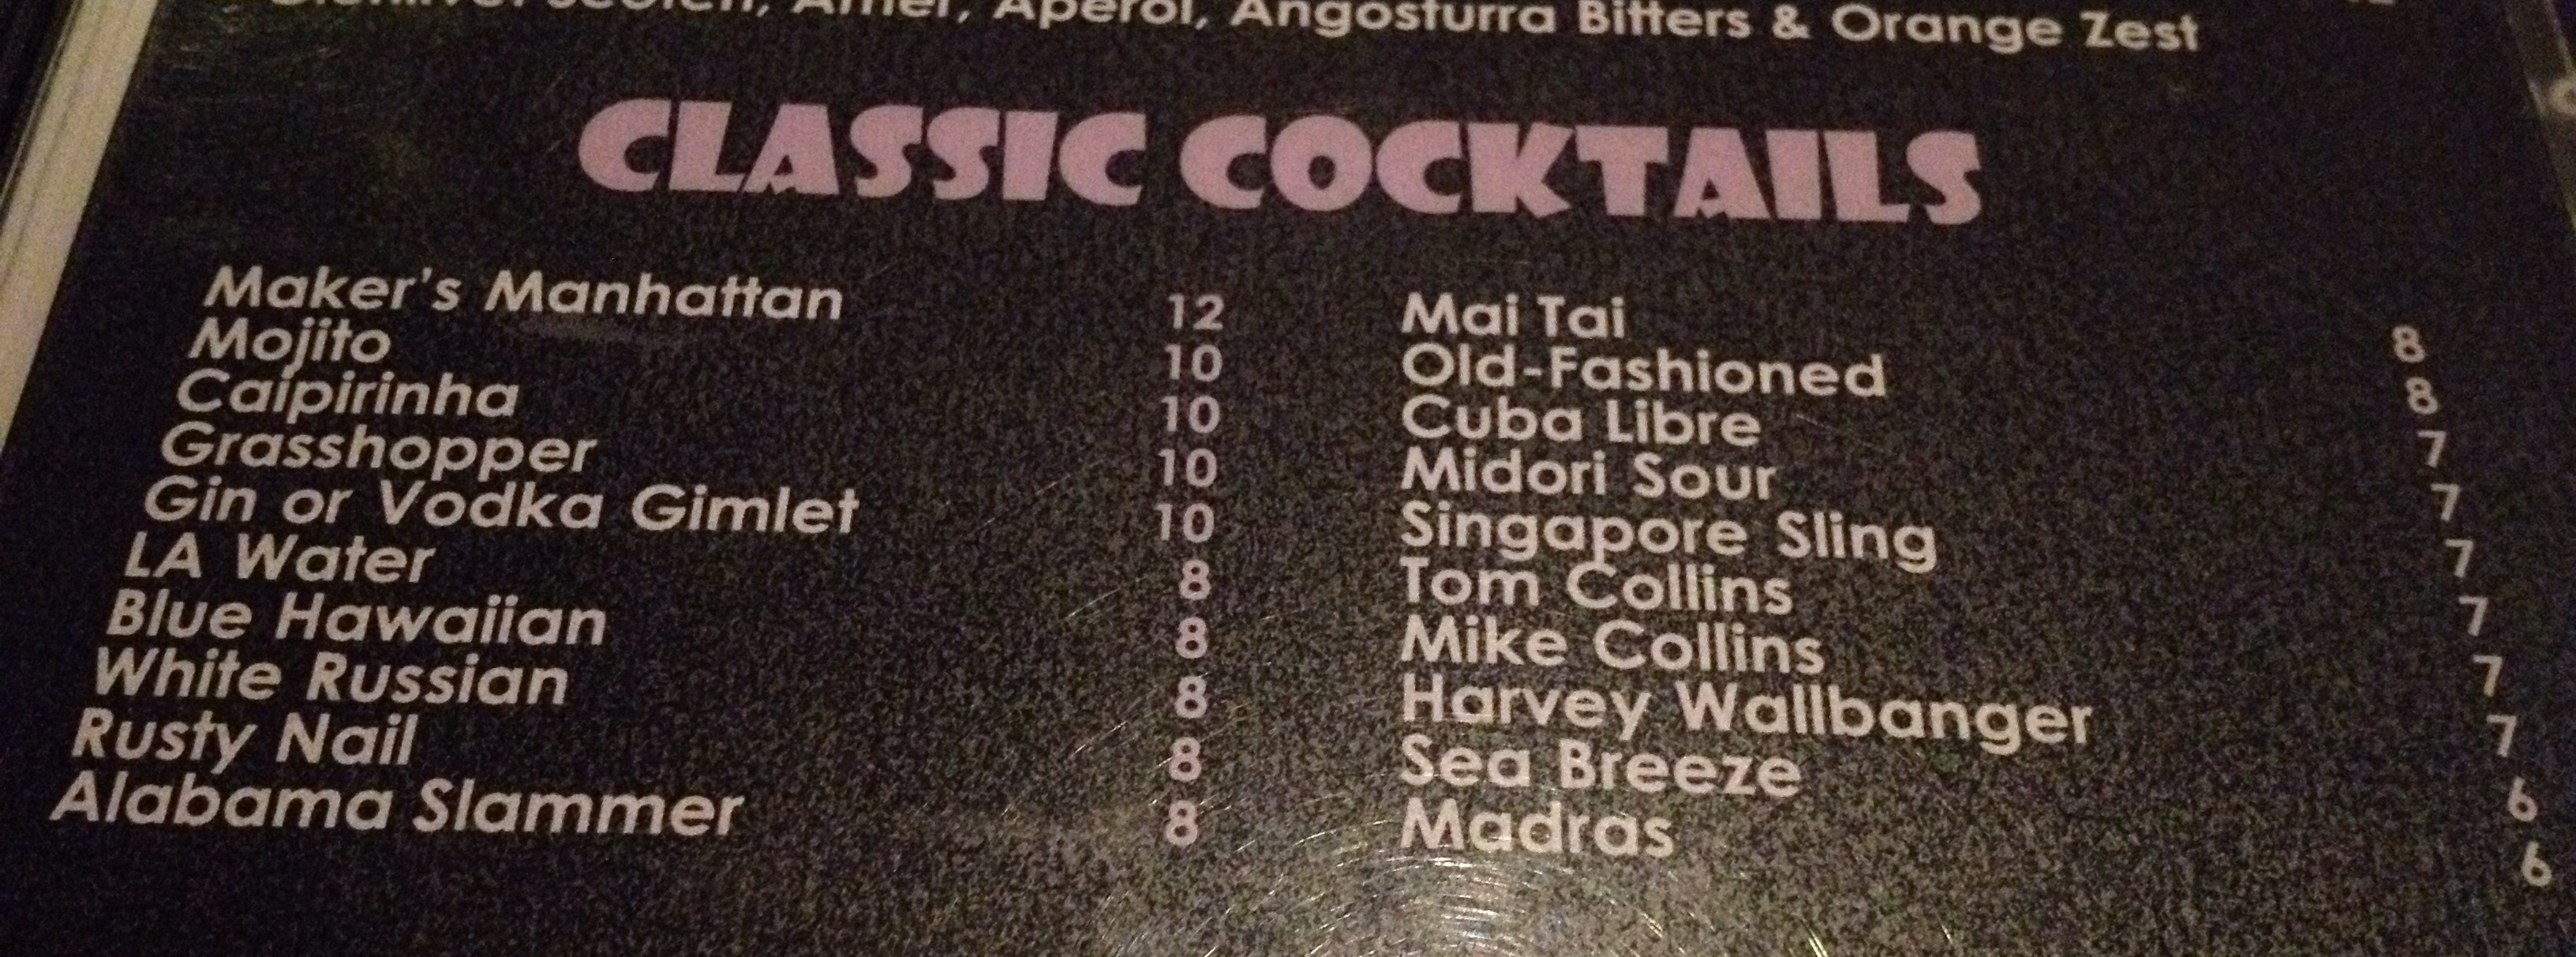 Scotch, Amer, Aperol, Angosturra Bitters & Orange Zest
CLASSIC COCKTAILS
Maker's Manhattan 12
Mojito 10
Caipirinha 10
Grasshopper 10
Gin or Vodka Gimlet 10
LA Water 8
Blue Hawaiian 8
White Russian 8
Rusty Nail 8
Alabama Slammer 8
Mai Tai 8
Old-Fashioned 8
Cuba Libre 7
Midori Sour 7
Singapore Sling 7
Tom Collins 7
Mike Collins 7
Harvey Wallbanger 7
Sea Breeze 6
Madras 6